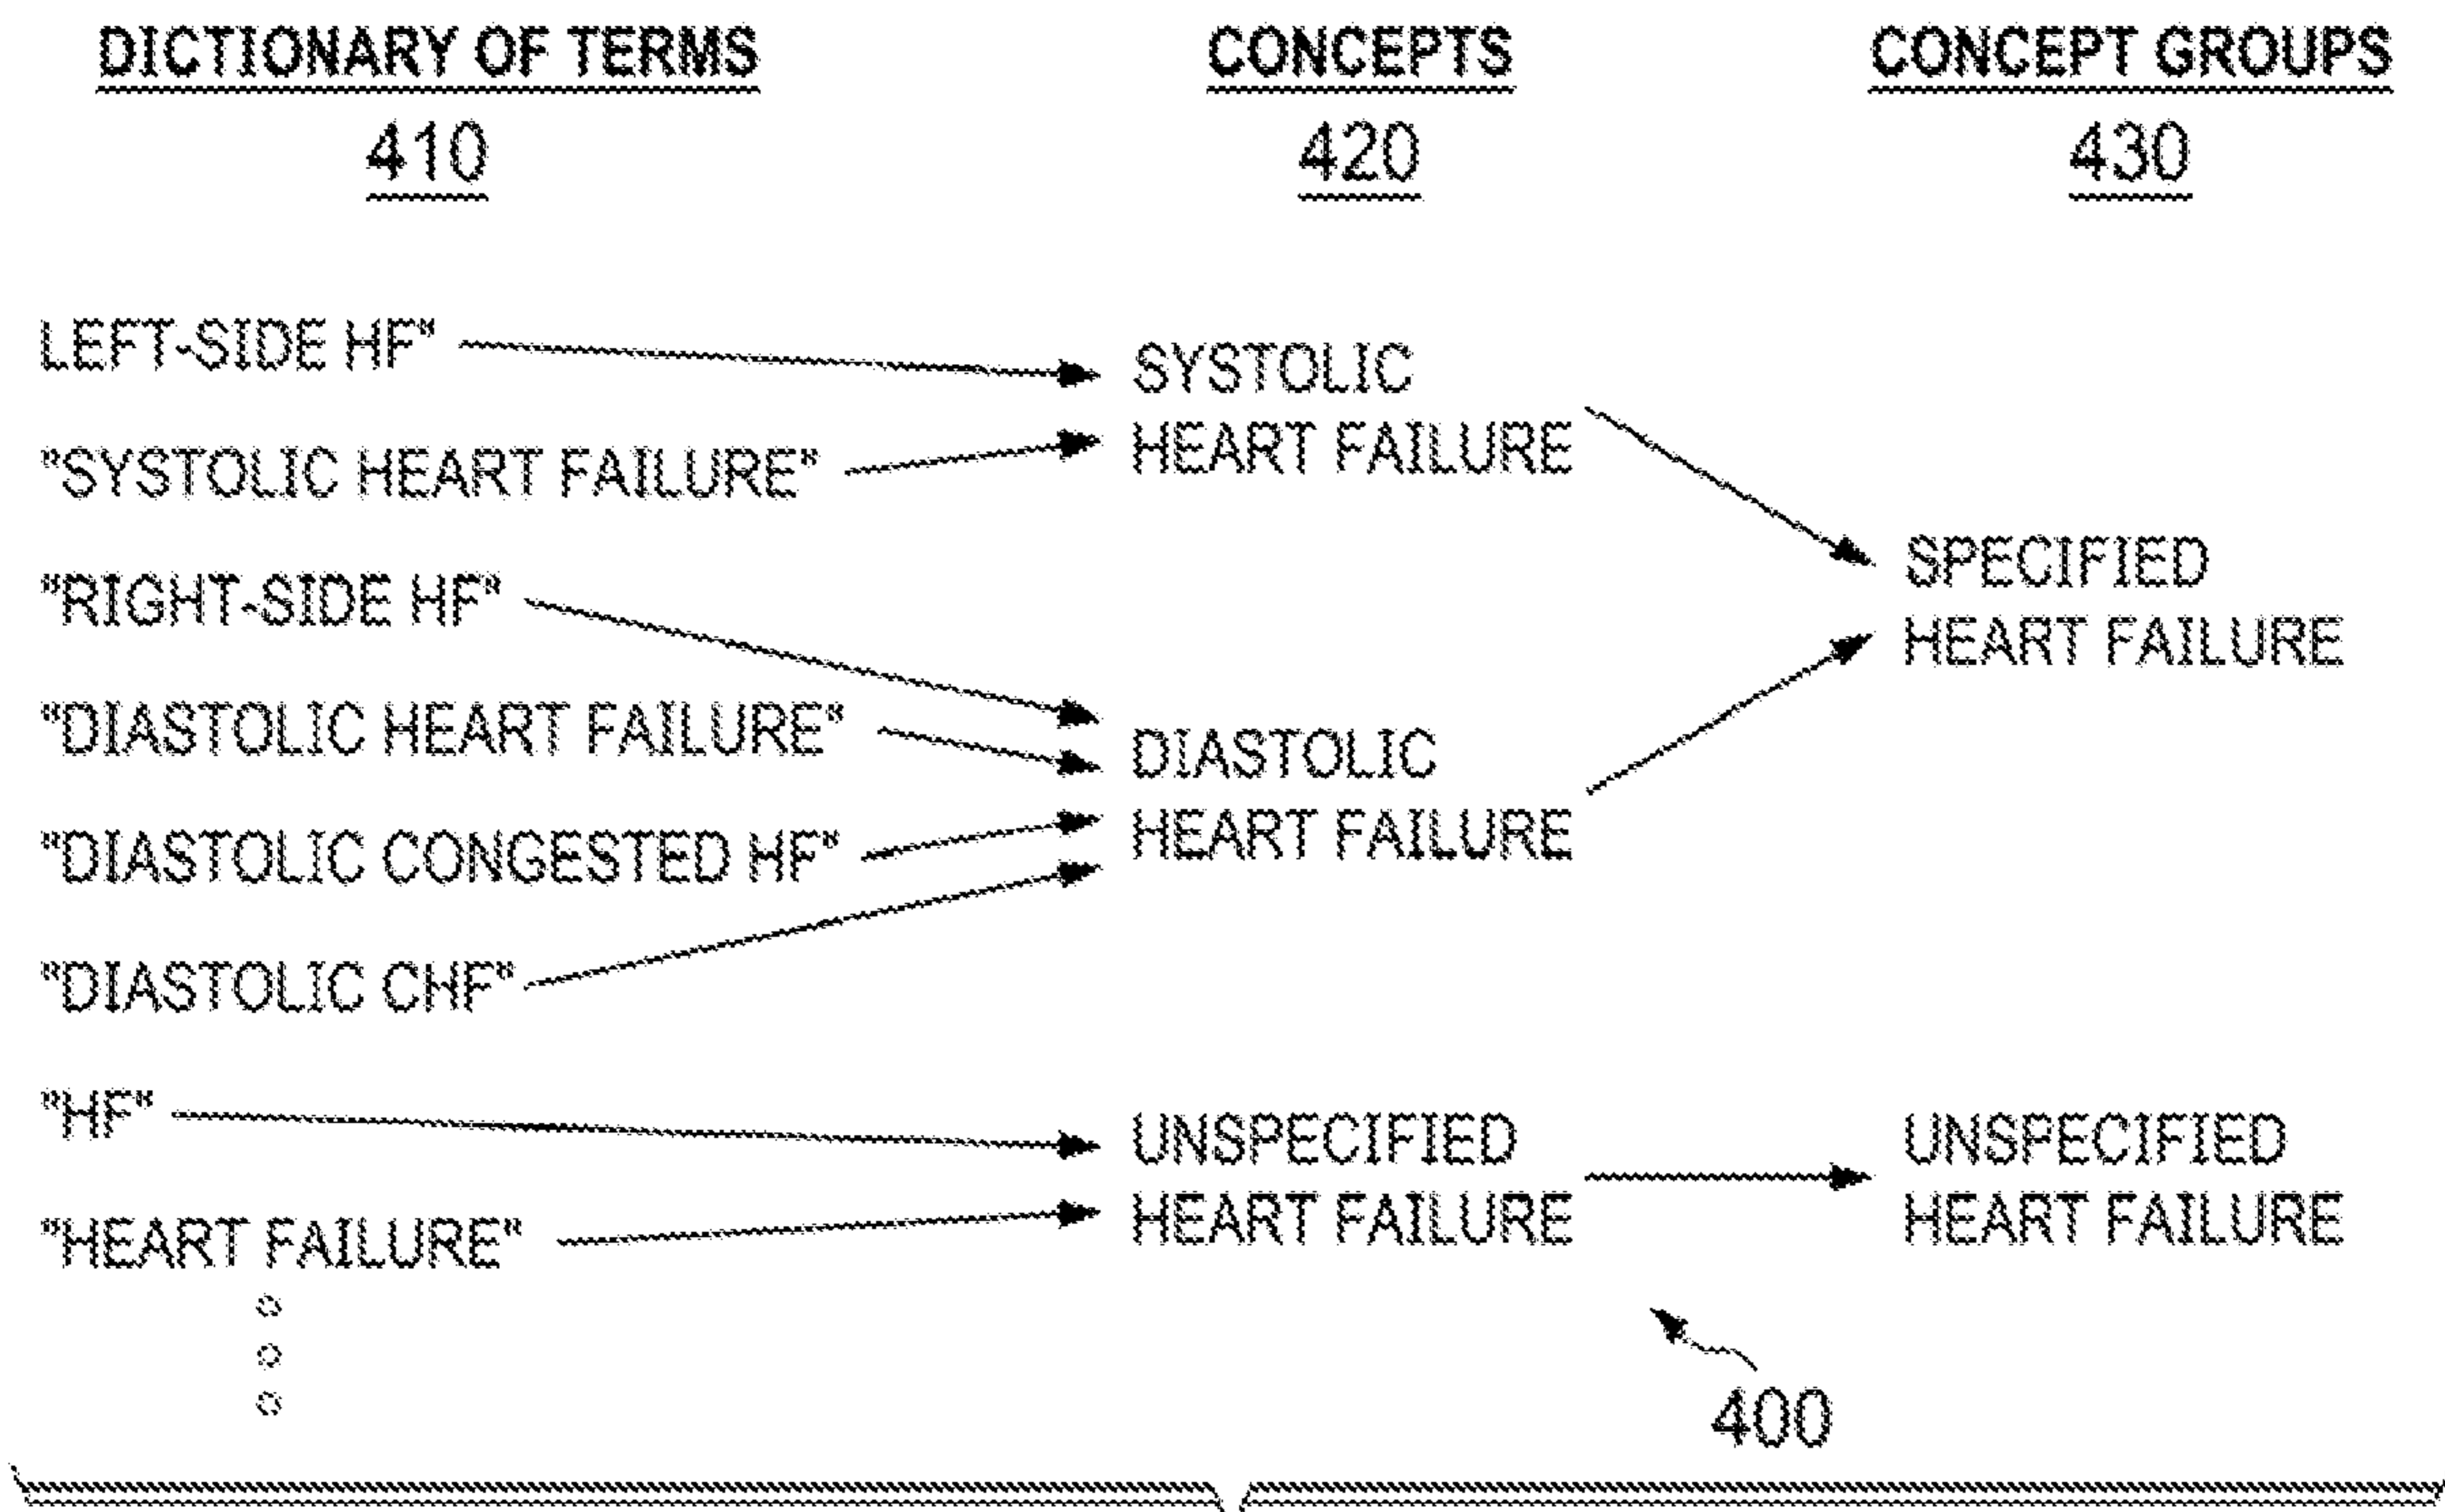 DICTIONARY OF TERMS
410
CONCEPTS
420
CONCEPT GROUPS
430
LEFT-SIDE HF"
"SYSTOLIC HEART FAILURE"
"RIGHT-SIDE HF"
"DIASTOLIC HEART FAILURE"
"DIASTOLIC CONGESTED HF"
"DIASTOLIC CHF"
"HF"
"HEART FAILURE"
SYSTOLIC
HEART FAILURE
DIASTOLIC
HEART FAILURE
UNSPECIFIED
HEART FAILURE
SPECIFIED
HEART FAILURE
UNSPECIFIED
HEART FAILURE
400